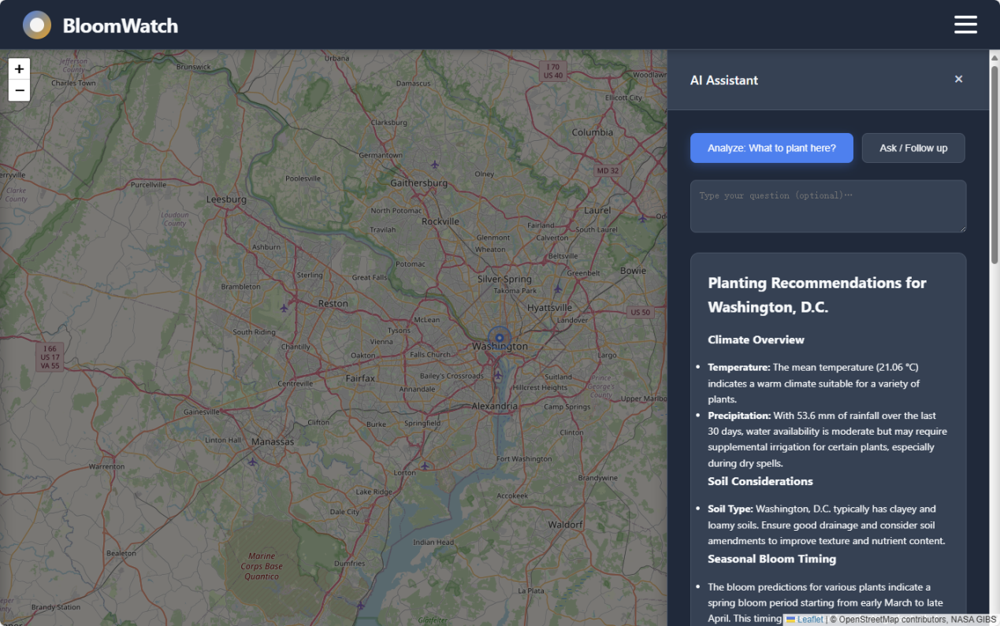 BloomWatch
+
−
Jefferson
County
Charles Town
Brunswick
Urbana
I 70
US 40
Woodlawn
Damascus
Ellicott City
Clarksburg
Columbia
Germantown
Poolesville
Olney
MD 32
Purcellville
Gaithersburg
Clarke
County
Leesburg
North Potomac
Laurel
Loudoun
County
Rockville
Fairland
Travilah
South Laurel
Glenmont
Calverton
Ashburn
Wheaton
Beltsville
Potomac
Sterling
Great Falls
Silver Spring
Greenbelt
Bowie
Brambleton
Takoma Park
Reston
Hyattsville
US 50
McLean
Landover
South Riding
Tysons
I 66
US 17
VA 55
Chantilly
Vienna
Washington
Oakton
Falls Church
Largo
Centreville
Fairfax
Bailey's Crossroads
Suitland
Prince
George's
County
Annandale
Hillcrest Heights
Upper Marlbo
Gainesville
Alexandria
Camp Springs
Clifton
Burke
Springfield
Linton Hall
Manassas
Clinton
Warrenton
Fort Washington
Lorton
Brandywine
Lake Ridge
Accokeek
Dale City
Waldorf
Indian Head
Marine
Corps Base
Quantico
Bealeton
Dumfries
La Plata
Brandy Station
AI Assistant
×
Analyze: What to plant here?
Ask / Follow up
Type your question (optional)…
Planting Recommendations for
Washington, D.C.
Climate Overview
• Temperature: The mean temperature (21.06 °C)
indicates a warm climate suitable for a variety of
plants.
• Precipitation: With 53.6 mm of rainfall over the last
30 days, water availability is moderate but may require
supplemental irrigation for certain plants, especially
during dry spells.
Soil Considerations
• Soil Type: Washington, D.C. typically has clayey and
loamy soils. Ensure good drainage and consider soil
amendments to improve texture and nutrient content.
Seasonal Bloom Timing
• The bloom predictions for various plants indicate a
spring bloom period starting from early March to late
April. This timing
Leaflet | © OpenStreetMap contributors, NASA GIBS